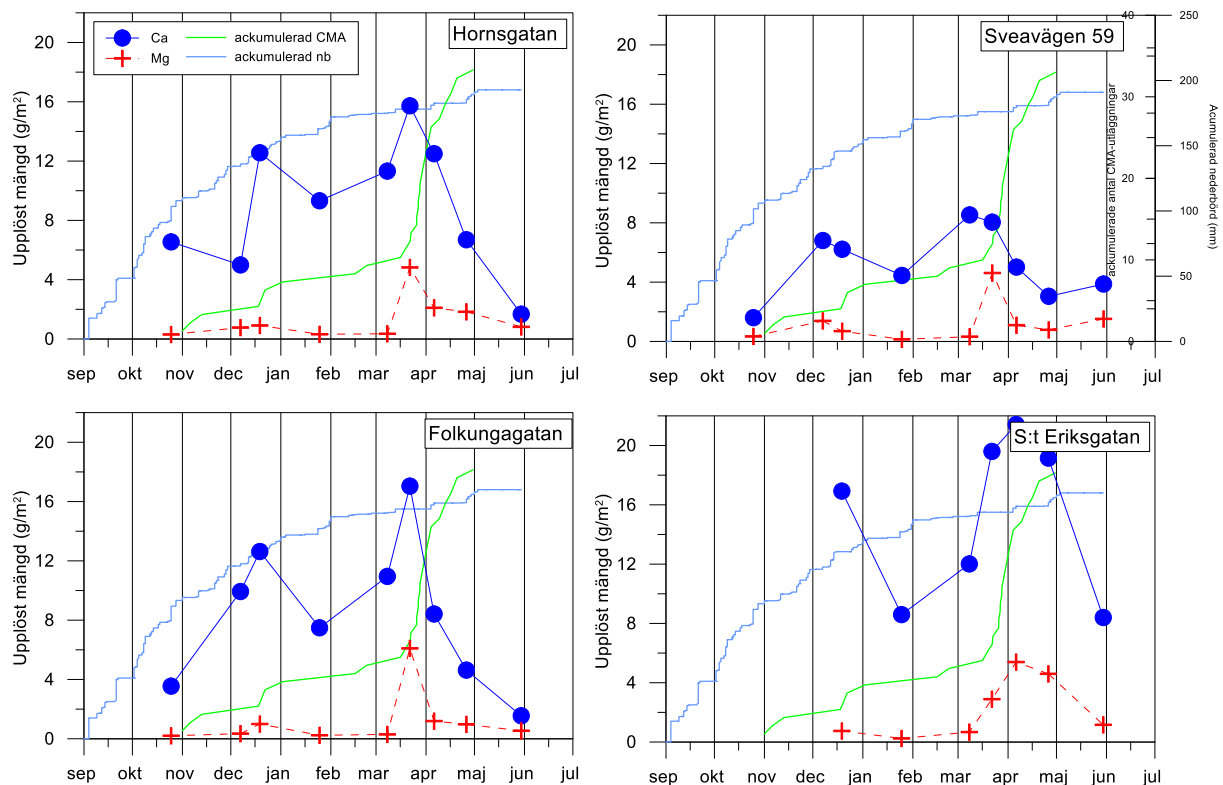 Hornsgatan
Ca
Mg
ackumulerad CMA
ackumulerad nb
Upplöst mängd (g/m²)
20
16
12
8
4
0
sep okt nov dec jan feb mar apr maj jun jul
Sveavägen 59
Upplöst mängd (g/m²)
20
16
12
8
4
0
sep okt nov dec jan feb mar apr maj jun jul
40
30
20
10
0
ackumulerade antal CMA-utläggningar
250
200
150
100
50
0
Acumulerad nederbörd (mm)
Folkungagatan
Upplöst mängd (g/m²)
20
16
12
8
4
0
sep okt nov dec jan feb mar apr maj jun jul
S:t Eriksgatan
Upplöst mängd (g/m²)
20
16
12
8
4
0
sep okt nov dec jan feb mar apr maj jun jul